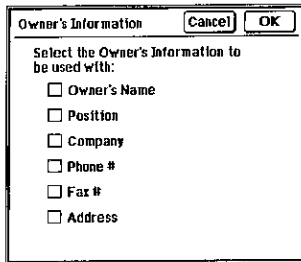 Owner's Information Cancel OK
Select the Owner's Information to
be used with:
Owner's Name
Position
Company
Phone #
Fax #
Address